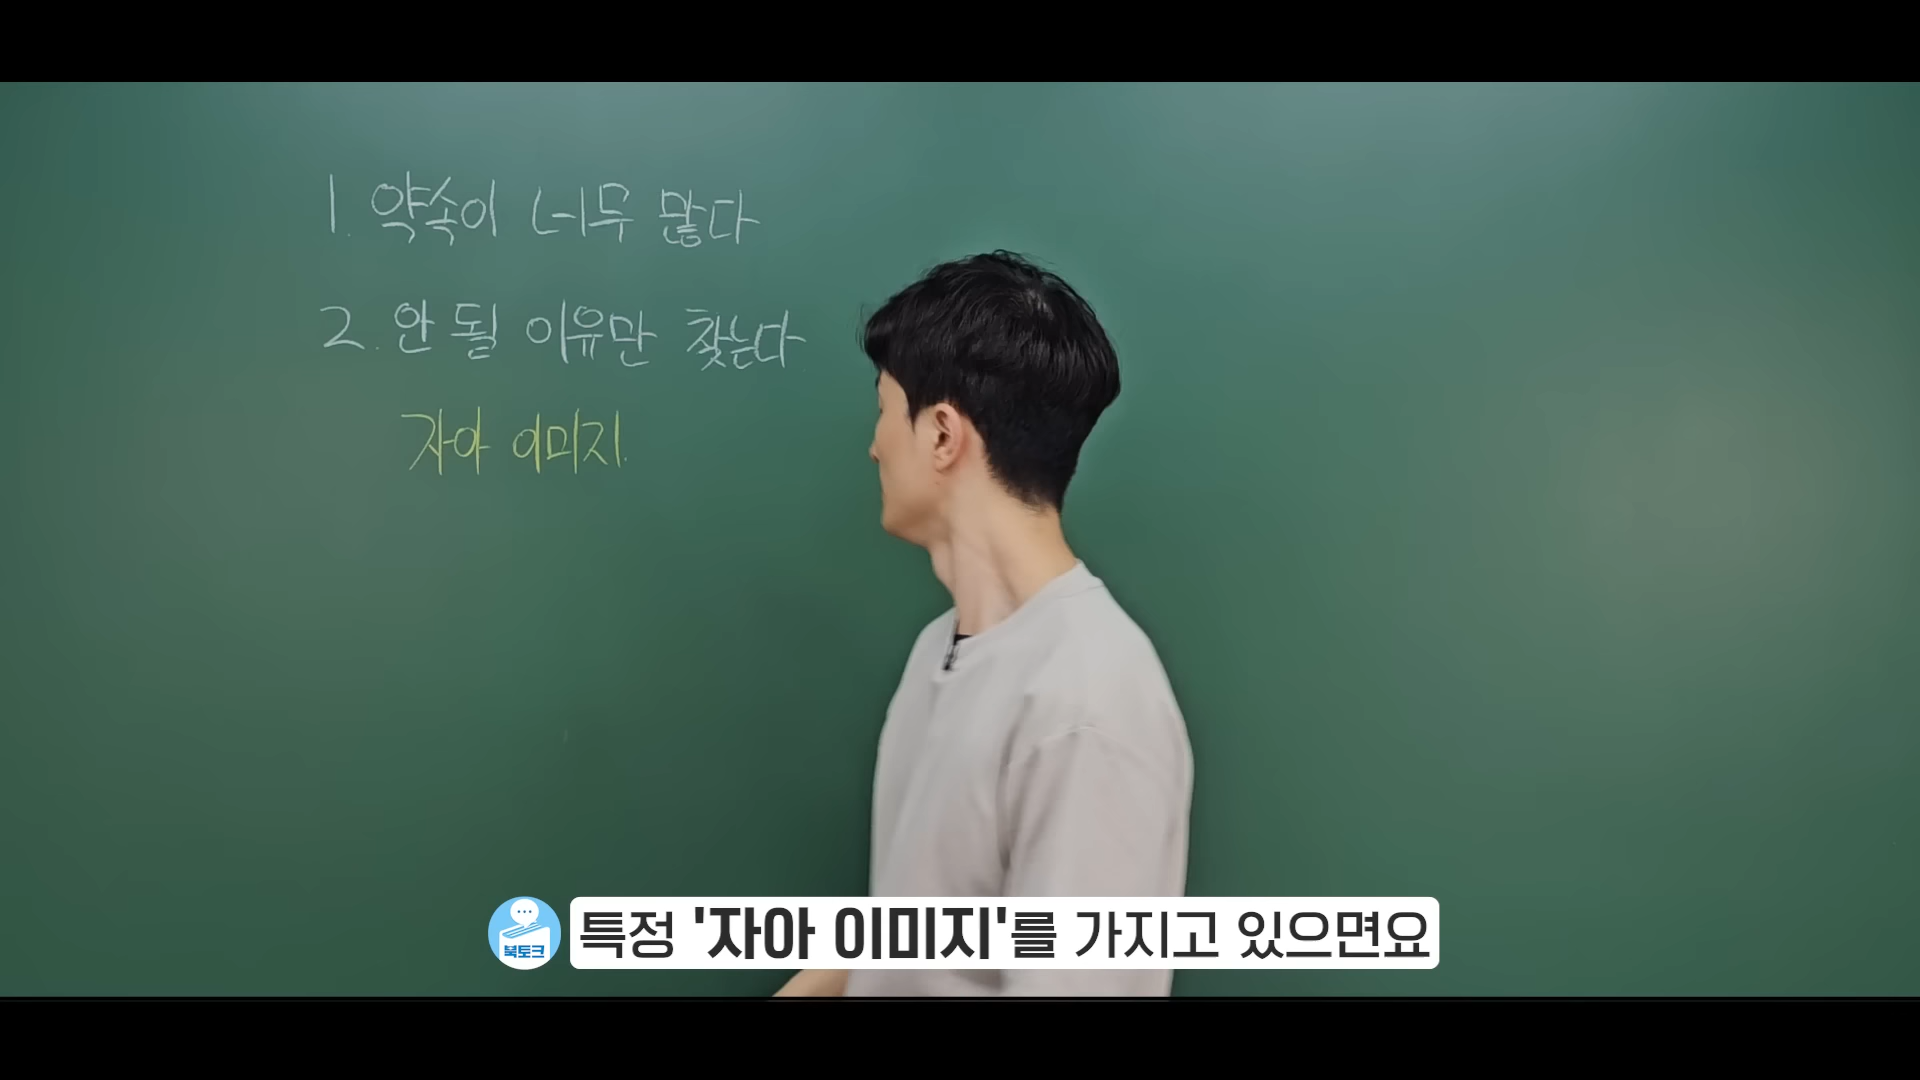 1. 약속이 너무 많다
2. 안 될 이유만 찾는다
자아 이미지
북토크
특정 '자아 이미지'를 가지고 있으면요